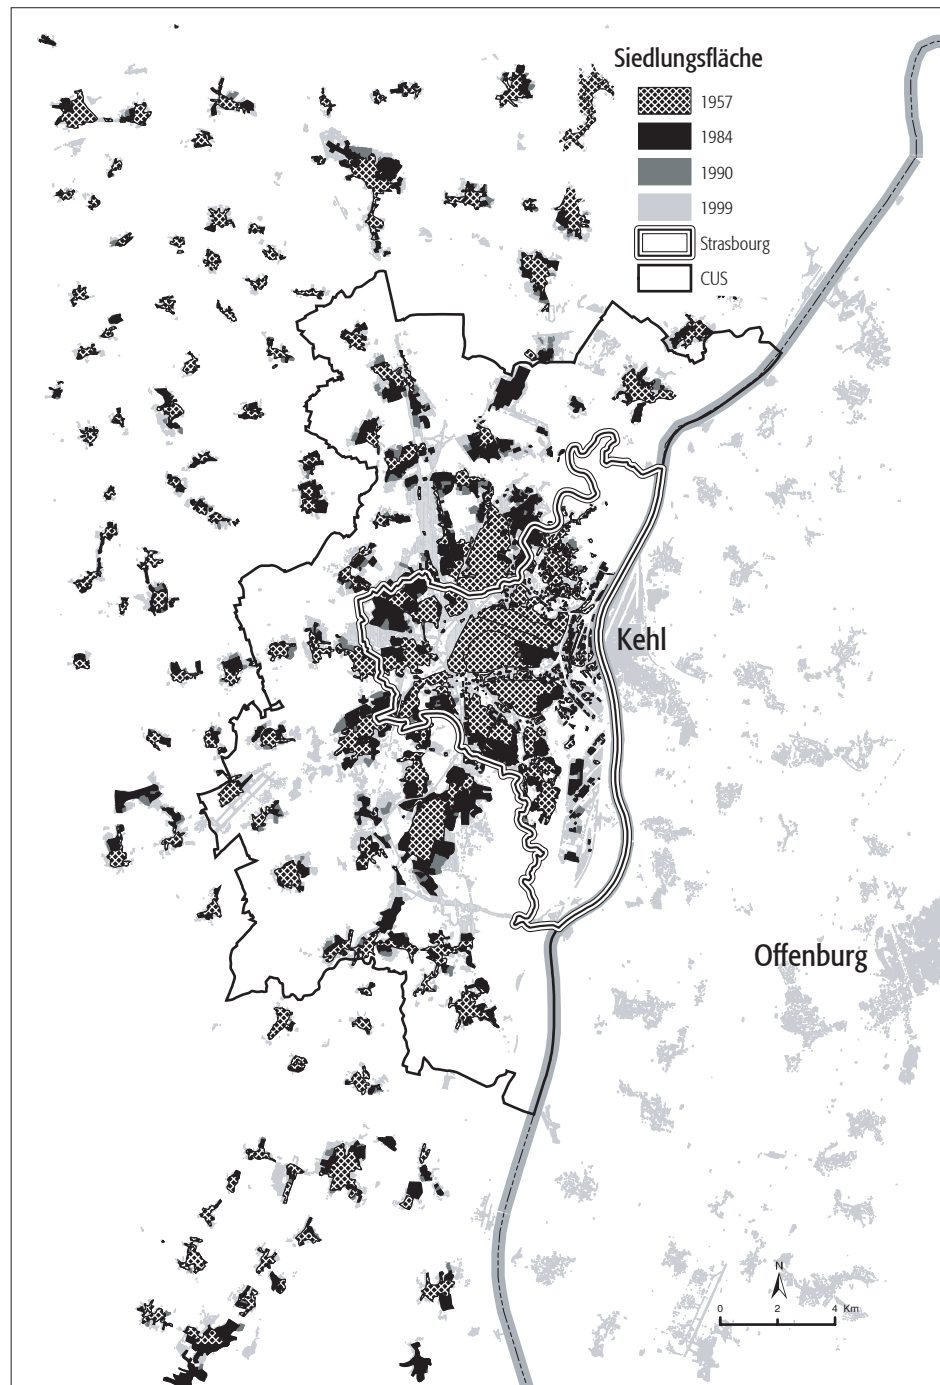 Siedlungsfläche
1957
1984
1990
1999
Strasbourg
CUS
Kehl
Offenburg
N
0 2 4 Km